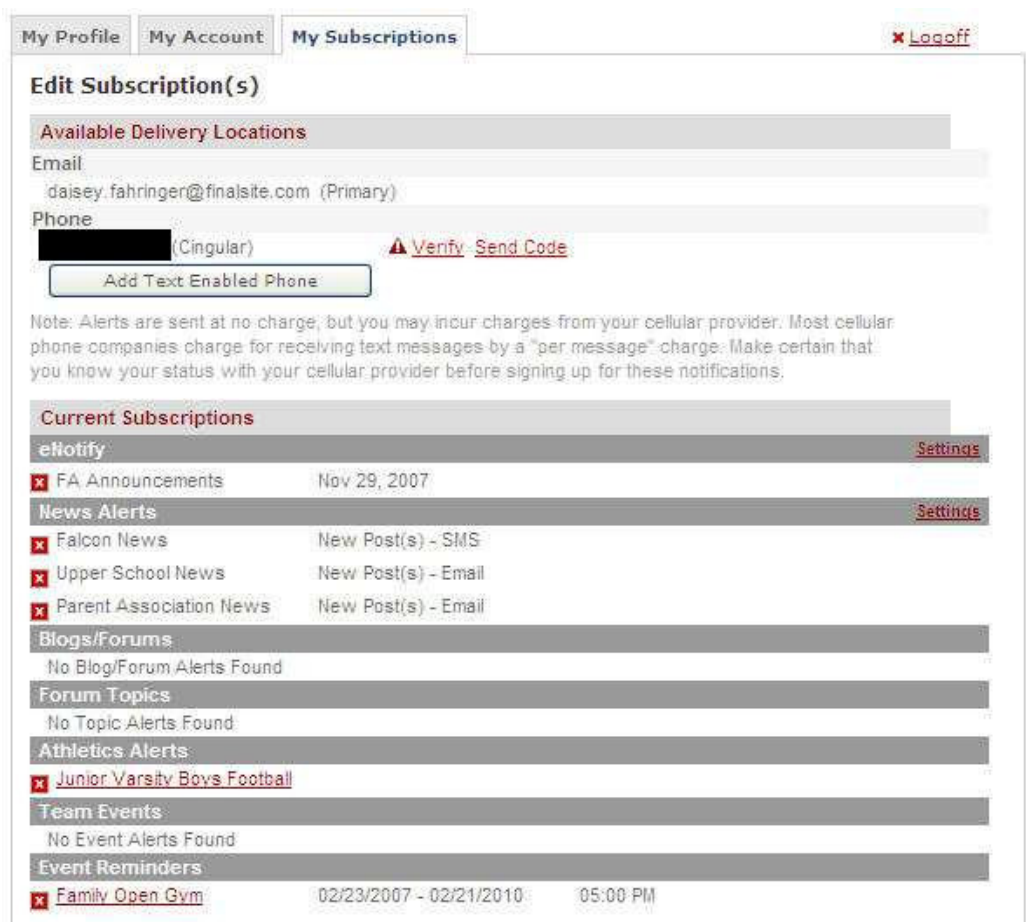 My Profile My Account My Subscriptions Logoff
Edit Subscription(s)
Available Delivery Locations
Email
daisey.fahringer@finalsite.com (Primary)
Phone
(Cingular) Verify Send Code
Add Text Enabled Phone
Note: Alerts are sent at no charge, but you may incur charges from your cellular provider. Most cellular
phone companies charge for receiving text messages by a "per message" charge. Make certain that
you know your status with your cellular provider before signing up for these notifications.
Current Subscriptions
eNotify Settings
FA Announcements Nov 29, 2007
News Alerts Settings
Falcon News New Post(s) - SMS
Upper School News New Post(s) - Email
Parent Association News New Post(s) - Email
Blogs/Forums
No Blog/Forum Alerts Found
Forum Topics
No Topic Alerts Found
Athletics Alerts
Junior Varsity Boys Football
Team Events
No Event Alerts Found
Event Reminders
Family Open Gym 02/23/2007 - 02/21/2010 05:00 PM